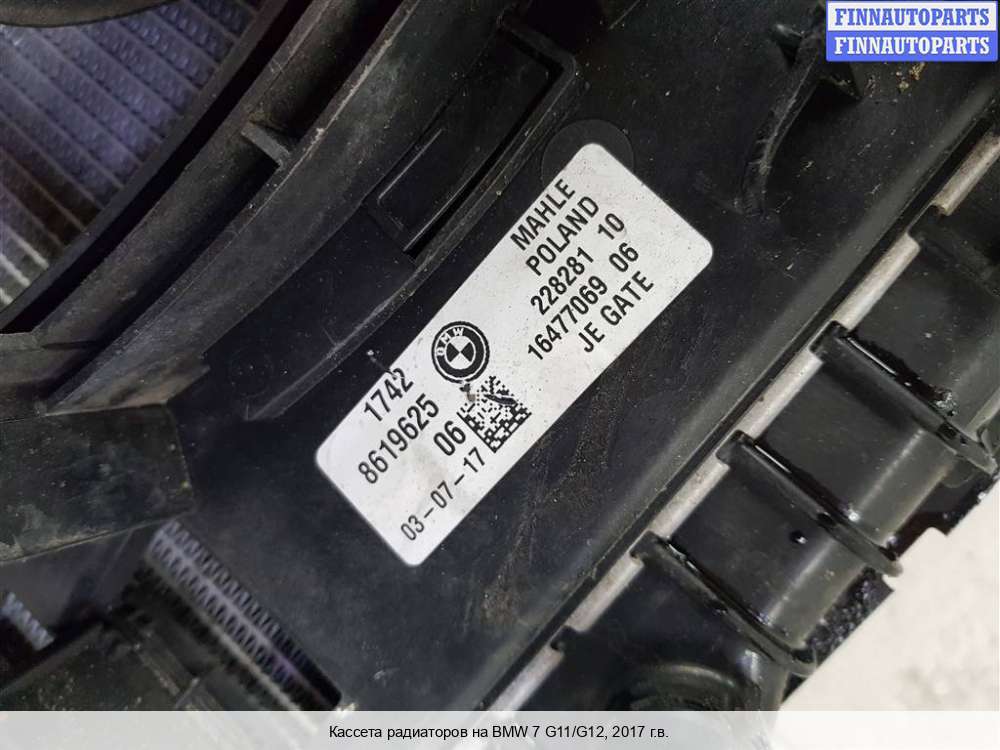 FINNAUTOPARTS
FINNAUTOPARTS
MAHLE
POLAND
228281 10
16477069 06
JE GATE
BMW
1742
8619625
06
03-07-17
Кассета радиаторов на BMW 7 G11/G12, 2017 г.в.